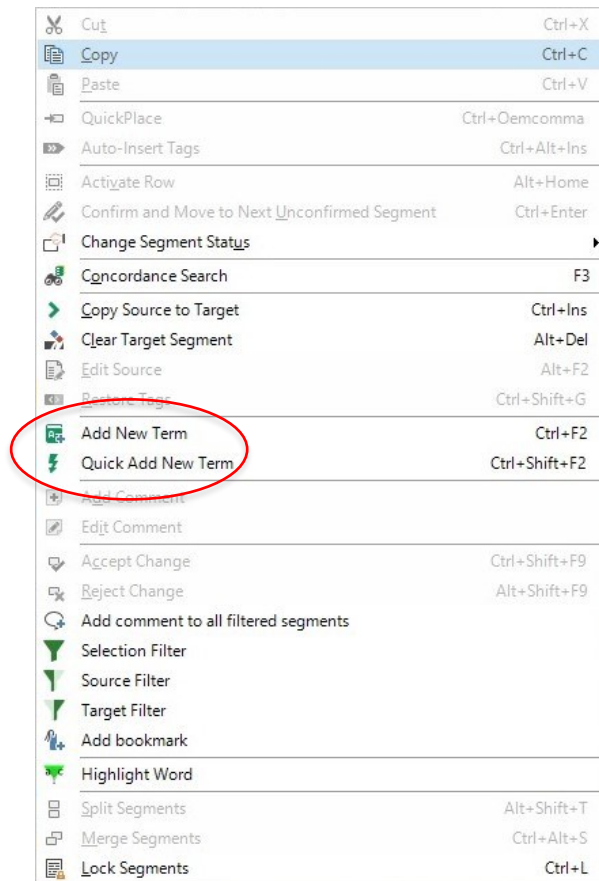 Cut Ctrl+X
Copy Ctrl+C
Paste Ctrl+V
QuickPlace Ctrl+Oemcomma
Auto-Insert Tags Ctrl+Alt+Ins
Activate Row Alt+Home
Confirm and Move to Next Unconfirmed Segment Ctrl+Enter
Change Segment Status
Concordance Search F3
Copy Source to Target Ctrl+Ins
Clear Target Segment Alt+Del
Edit Source Alt+F2
Restore Tags Ctrl+Shift+G
Add New Term Ctrl+F2
Quick Add New Term Ctrl+Shift+F2
Add Comment
Edit Comment
Accept Change Ctrl+Shift+F9
Reject Change Alt+Shift+F9
Add comment to all filtered segments
Selection Filter
Source Filter
Target Filter
Add bookmark
Highlight Word
Split Segments Alt+Shift+T
Merge Segments Ctrl+Alt+S
Lock Segments Ctrl+L